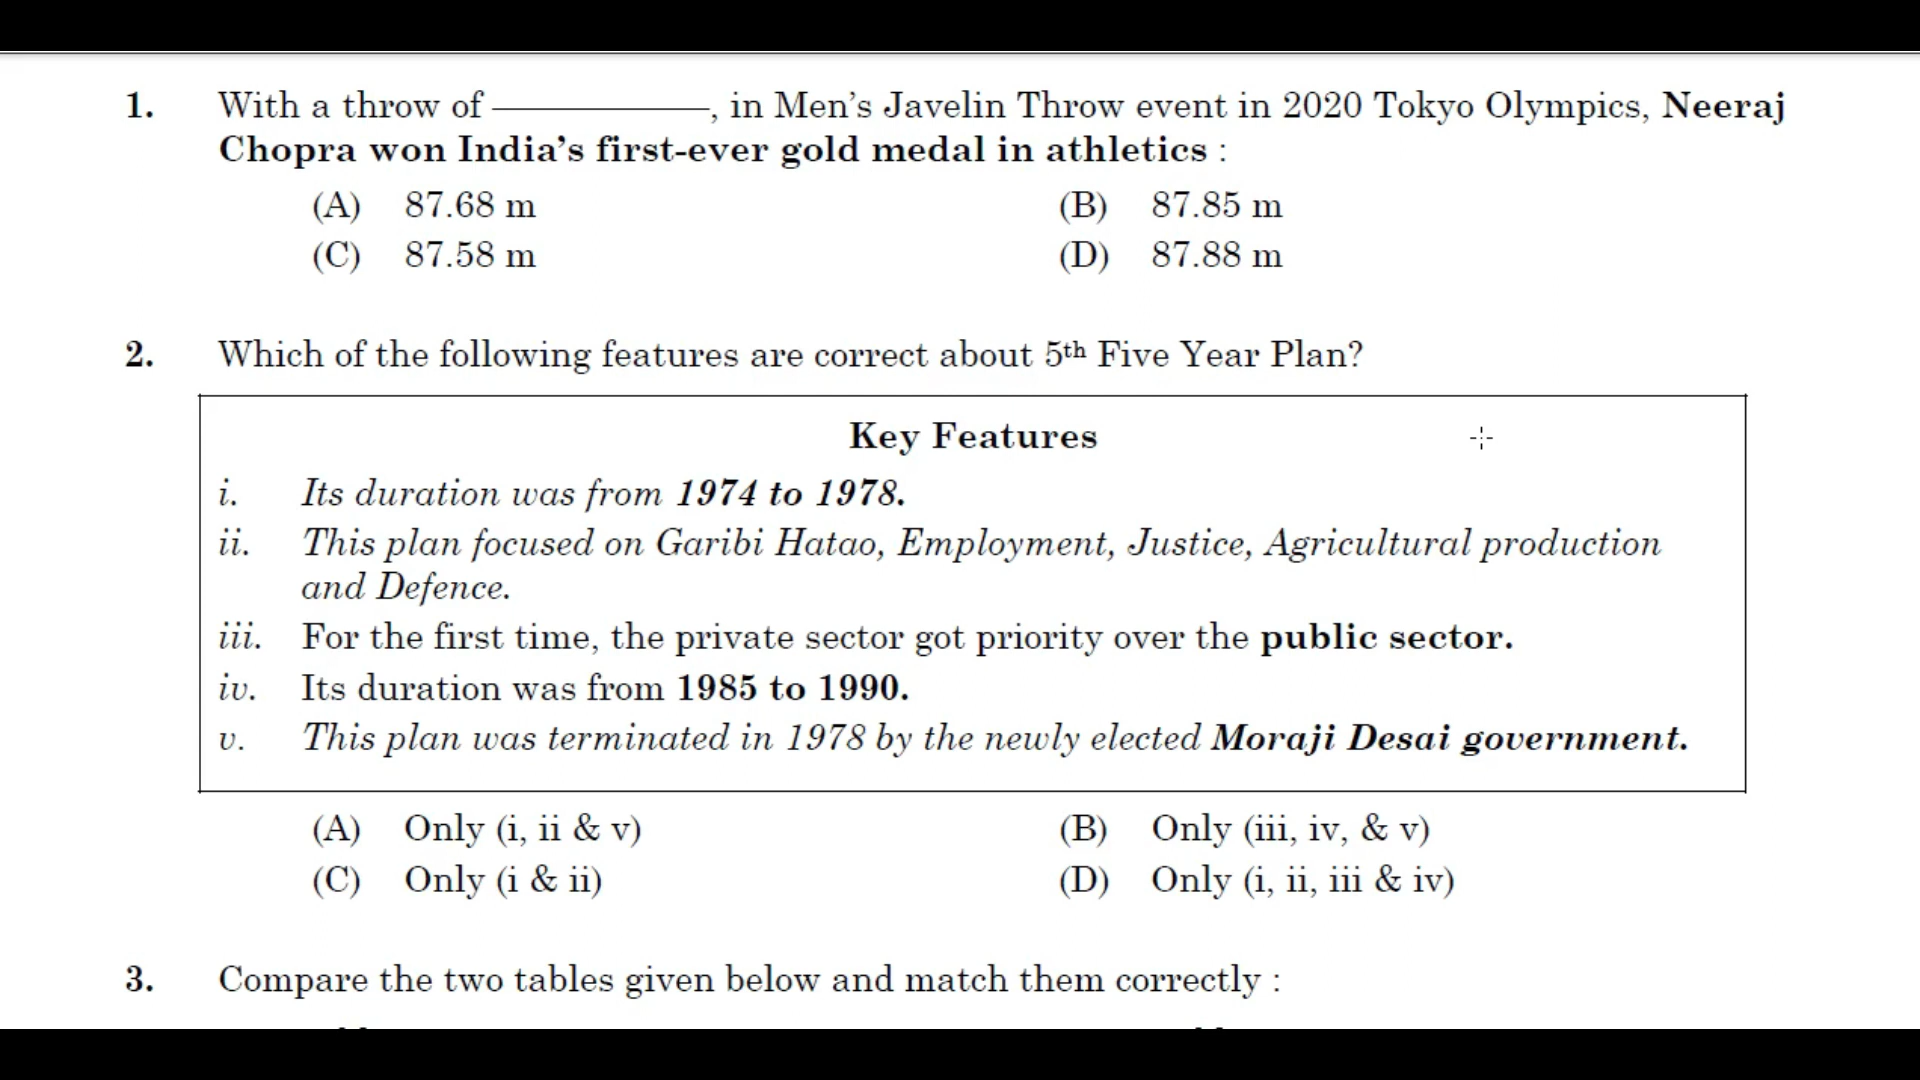 1. With a throw of ————, in Men’s Javelin Throw event in 2020 Tokyo Olympics, Neeraj
Chopra won India’s first-ever gold medal in athletics :
(A) 87.68 m (B) 87.85 m
(C) 87.58 m (D) 87.88 m
2. Which of the following features are correct about 5th Five Year Plan?
Key Features
i. Its duration was from 1974 to 1978.
ii. This plan focused on Garibi Hatao, Employment, Justice, Agricultural production
and Defence.
iii. For the first time, the private sector got priority over the public sector.
iv. Its duration was from 1985 to 1990.
v. This plan was terminated in 1978 by the newly elected Moraji Desai government.
(A) Only (i, ii & v) (B) Only (iii, iv, & v)
(C) Only (i & ii) (D) Only (i, ii, iii & iv)
3. Compare the two tables given below and match them correctly :